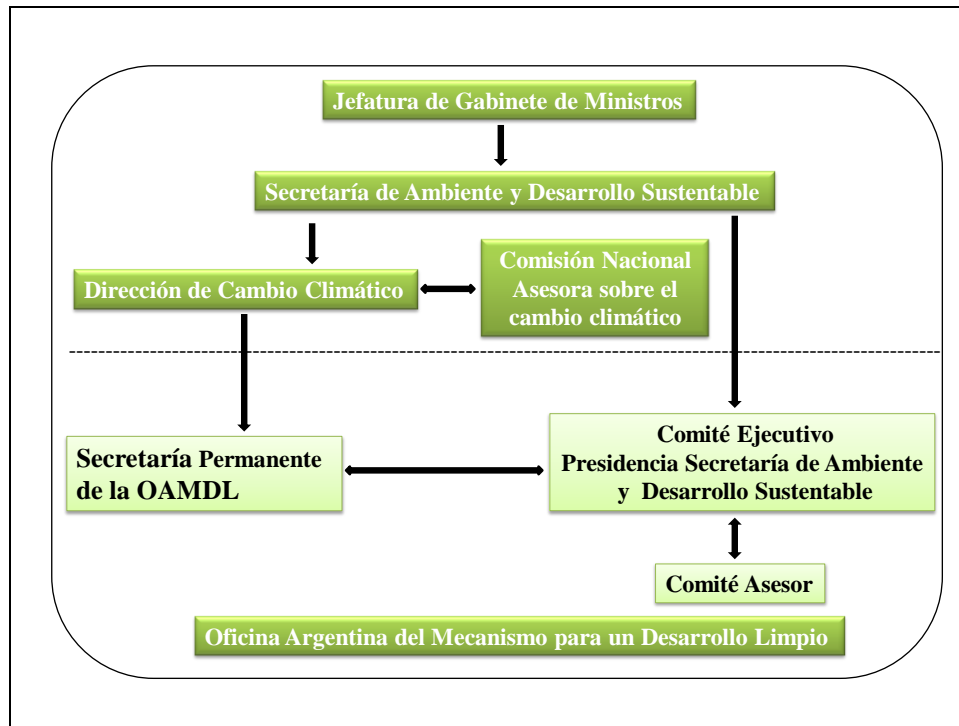 Jefatura de Gabinete de Ministros
Secretaría de Ambiente y Desarrollo Sustentable
Dirección de Cambio Climático
Comisión Nacional
Asesora sobre el
cambio climático
Secretaría Permanente
de la OAMDL
Comité Ejecutivo
Presidencia Secretaría de Ambiente
y Desarrollo Sustentable
Comité Asesor
Oficina Argentina del Mecanismo para un Desarrollo Limpio